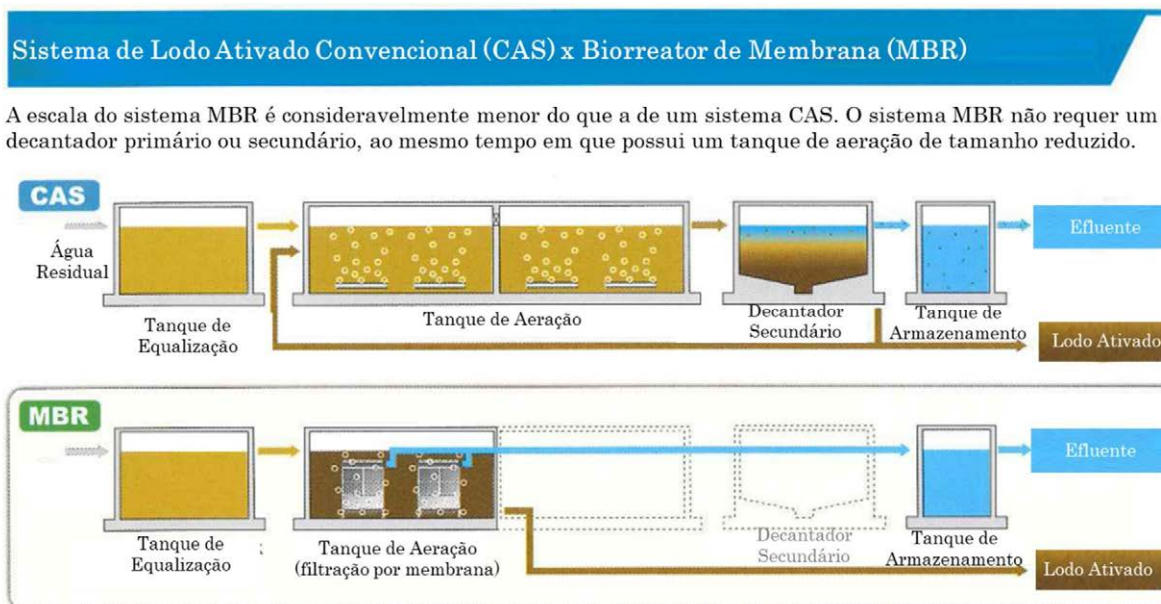 Sistema de Lodo Ativado Convencional (CAS) x Biorreator de Membrana (MBR)
A escala do sistema MBR é consideravelmente menor do que a de um sistema CAS. O sistema MBR não requer um
decantador primário ou secundário, ao mesmo tempo em que possui um tanque de aeração de tamanho reduzido.
CAS
Água
Residual
Tanque de
Equalização
Tanque de Aeração
Decantador
Secundário
Tanque de
Armazenamento
Efluente
Lodo Ativado
MBR
Tanque de
Equalização
Tanque de Aeração
(filtração por membrana)
Decantador
Secundário
Tanque de
Armazenamento
Efluente
Lodo Ativado